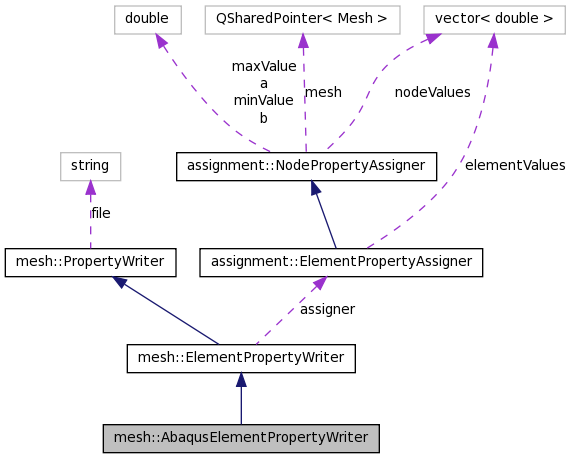 double
QSharedPointer< Mesh >
vector< double >
maxValue
a
minValue
b
mesh
nodeValues
string
assignment::NodePropertyAssigner
elementValues
file
mesh::PropertyWriter
assignment::ElementPropertyAssigner
assigner
mesh::ElementPropertyWriter
mesh::AbaqusElementPropertyWriter